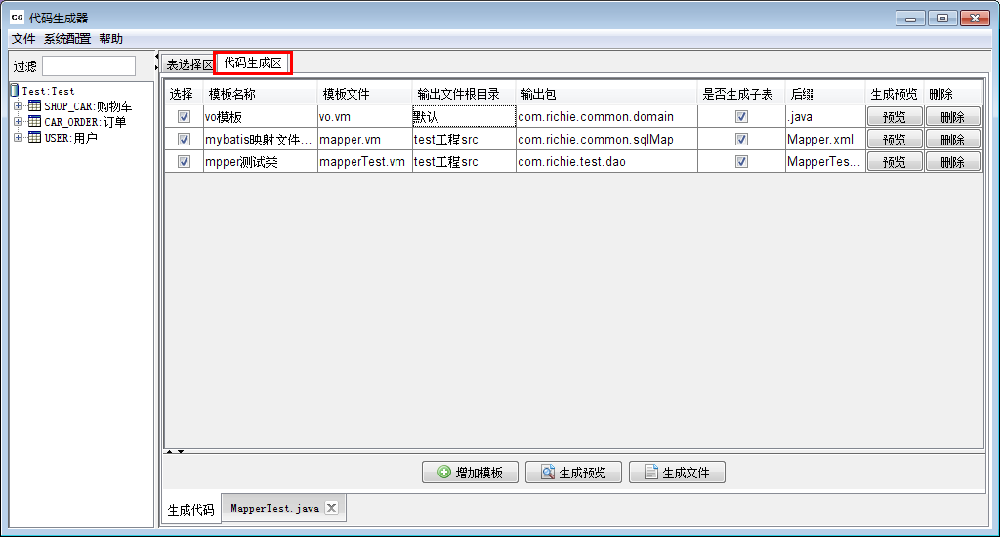 CG 代码生成器
文件 系统配置 帮助
过滤
表选择区 代码生成区
Test:Test
SHOP_CAR:购物车
CAR_ORDER:订单
USER:用户
选择 模板名称 模板文件 输出文件根目录 输出包 是否生成子表 后缀 生成预览 删除
vo模板 vo.vm 默认 com.richie.common.domain .java 预览 删除
mybatis映射文件... mapper.vm test工程src com.richie.common.sqlMap Mapper.xml 预览 删除
mpper测试类 mapperTest.vm test工程src com.richie.test.dao MapperTes... 预览 删除
增加模板 生成预览 生成文件
生成代码 MapperTest.java